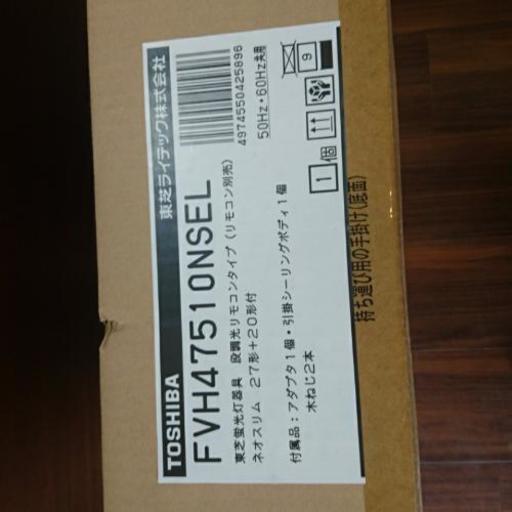 TOSHIBA
東芝ライテック株式会社
FVH47510NSEL
4974550425896
50Hz・60Hz共用
東芝蛍光灯器具 段調光リモコンタイプ(リモコン別売)
ネオスリム 27形+20形付
付属品:アダプタ1個・引掛シーリングボディ1個
木ねじ2本
9
1個
持ち運び用の手掛け(底面)